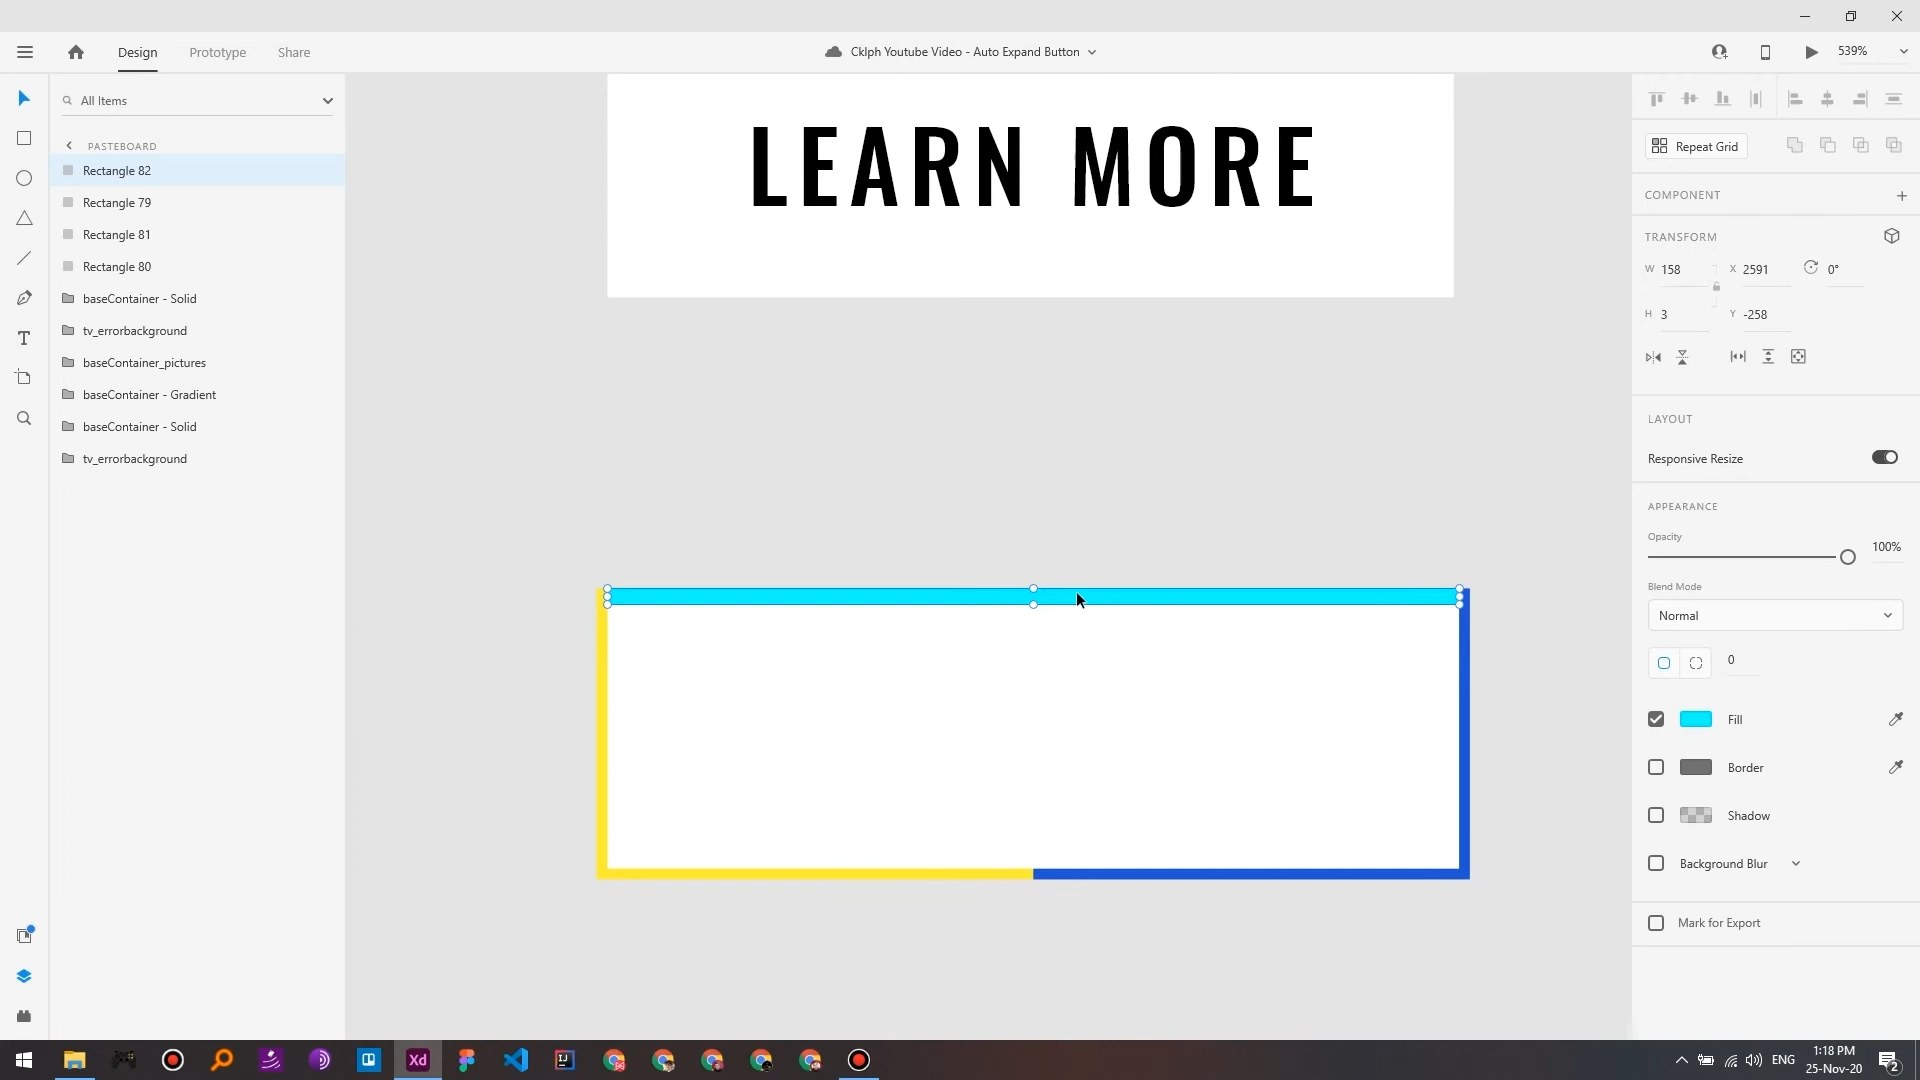 Design
Prototype
Share
Cklph Youtube Video - Auto Expand Button
539%
All Items
PASTEBOARD
Rectangle 82
Rectangle 79
Rectangle 81
Rectangle 80
baseContainer - Solid
tv_errorbackground
baseContainer_pictures
baseContainer - Gradient
baseContainer - Solid
tv_errorbackground
LEARN MORE
Repeat Grid
COMPONENT
TRANSFORM
W 158 X 2591 0°
H 3 Y -258
LAYOUT
Responsive Resize
APPEARANCE
Opacity
100%
Blend Mode
Normal
0
Fill
Border
Shadow
Background Blur
Mark for Export
T
Xd
IJ
ENG
1:18 PM
25-Nov-20
2